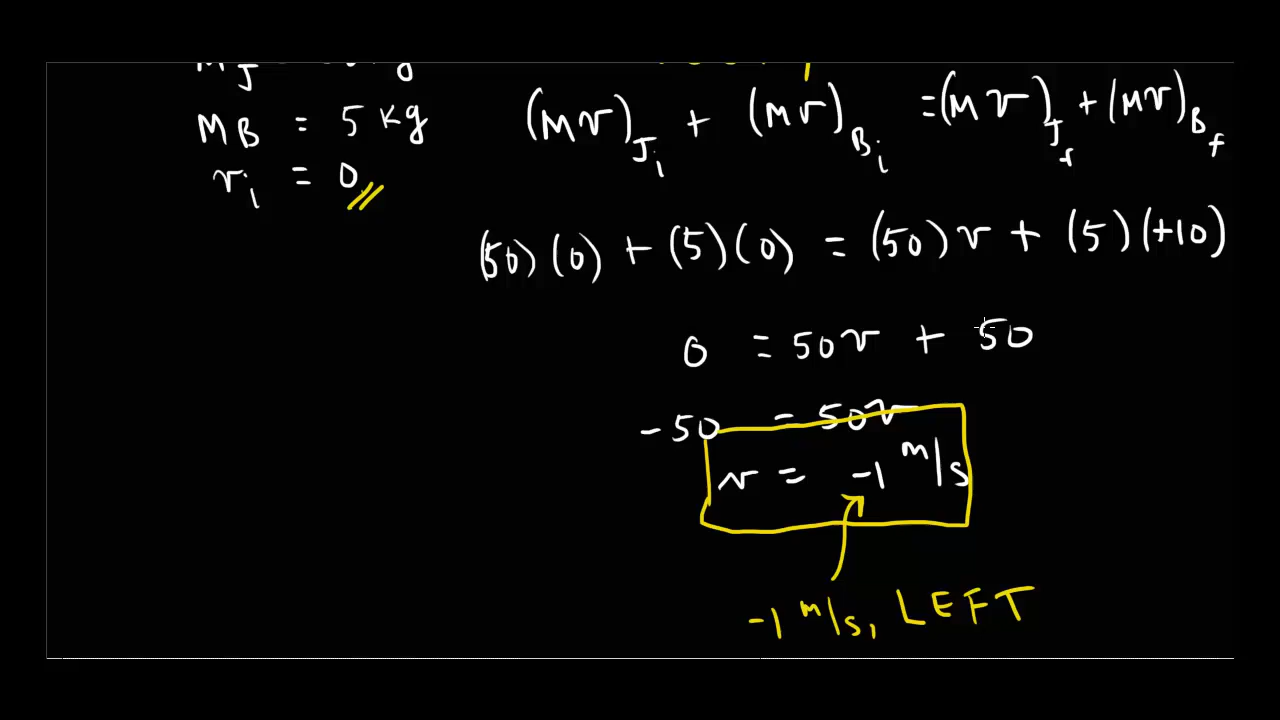 MB = 5 kg
vi = 0
(Mv)Ji + (Mv)Bi = (Mv)Jf + (Mv)Bf
(50)(0) + (5)(0) = (50)v + (5)(+10)
0 = 50v + 50
-50 = 50v
v = -1 m/s
-1 m/s, LEFT